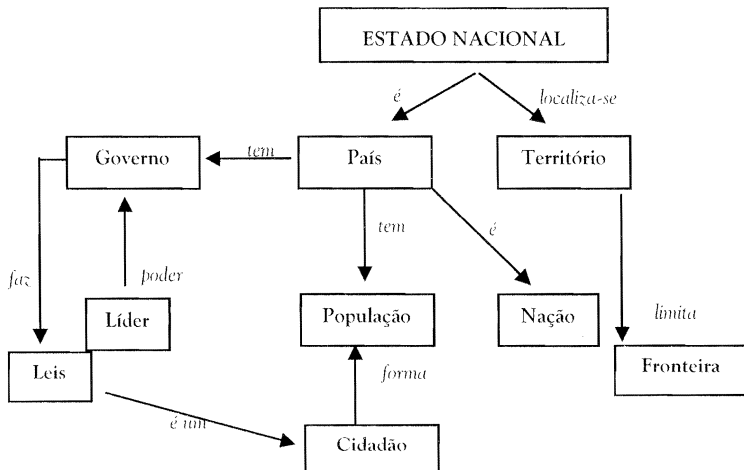 ESTADO NACIONAL
é
localiza-se
Governo
tem
País
Território
tem
é
faz
poder
Líder
População
Nação
limita
Leis
forma
Fronteira
é um
Cidadão